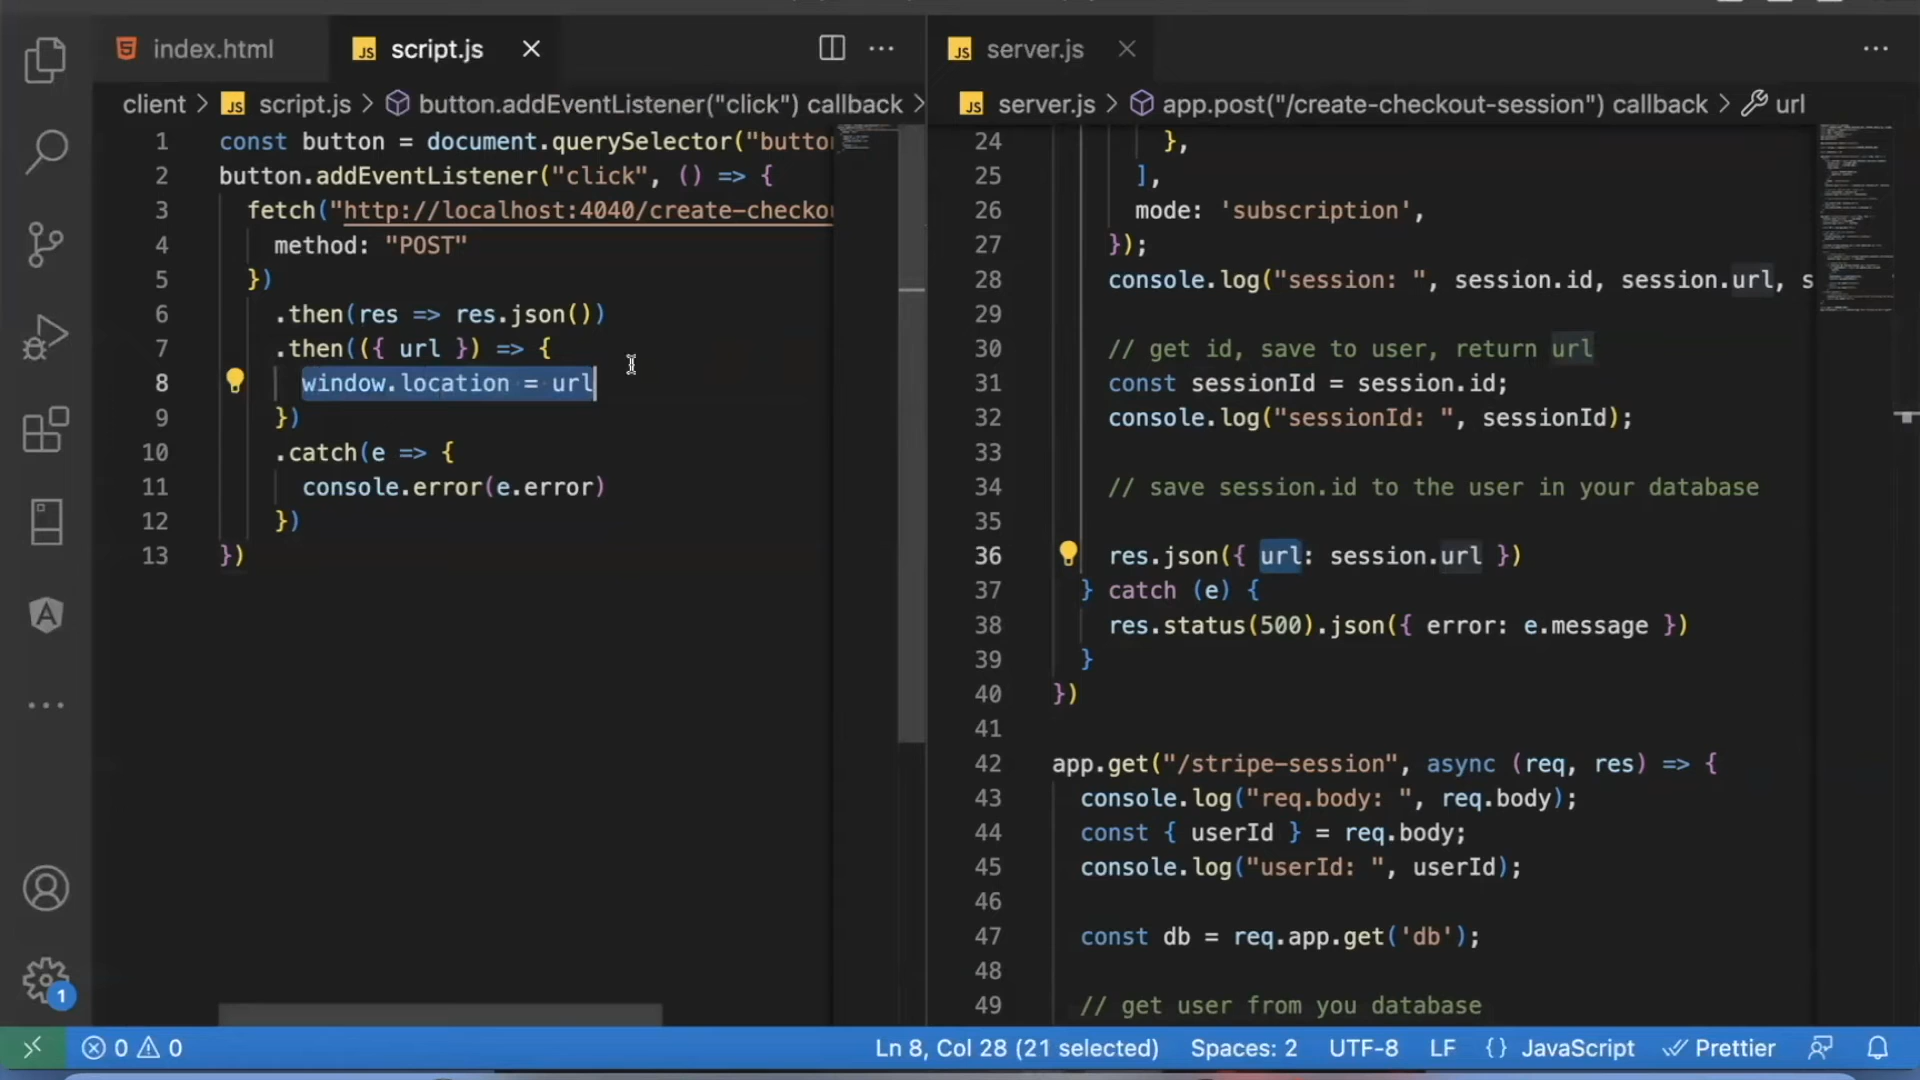 index.html
script.js
client > script.js > button.addEventListener("click") callback >
1 const button = document.querySelector("butto
2 button.addEventListener("click", () => {
3 fetch("http://localhost:4040/create-checkou
4 method: "POST"
5 })
6 .then(res => res.json())
7 .then(({ url }) => {
8 window.location = url
9 })
10 .catch(e => {
11 console.error(e.error)
12 })
13 })
server.js
server.js > app.post("/create-checkout-session") callback > url
24 },
25 ],
26 mode: 'subscription',
27 });
28 console.log("session: ", session.id, session.url, s
29
30 // get id, save to user, return url
31 const sessionId = session.id;
32 console.log("sessionId: ", sessionId);
33
34 // save session.id to the user in your database
35
36 res.json({ url: session.url })
37 } catch (e) {
38 res.status(500).json({ error: e.message })
39 }
40 })
41
42 app.get("/stripe-session", async (req, res) => {
43 console.log("req.body: ", req.body);
44 const { userId } = req.body;
45 console.log("userId: ", userId);
46
47 const db = req.app.get('db');
48
49 // get user from you database
1
0 0
Ln 8, Col 28 (21 selected) Spaces: 2 UTF-8 LF {} JavaScript Prettier